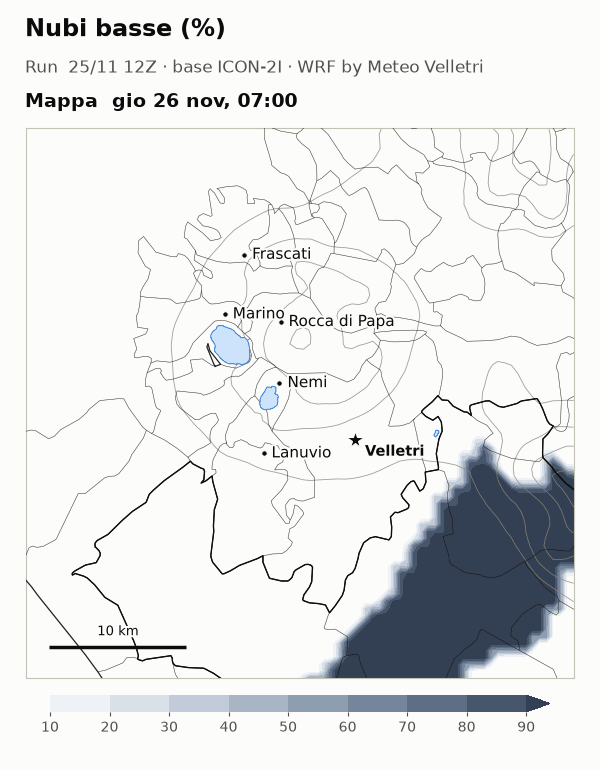 Nubi basse (%)
Run  25/11 12Z · base ICON-2I · WRF by Meteo Velletri
Mappa  gio 26 nov, 07:00
Frascati
Marino
Rocca di Papa
Nemi
Velletri
Lanuvio
10 km
10 20 30 40 50 60 70 80 90